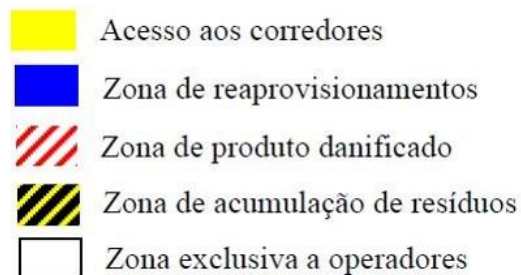 Acesso aos corredores
Zona de reaprovisionamentos
Zona de produto danificado
Zona de acumulação de resíduos
Zona exclusiva a operadores